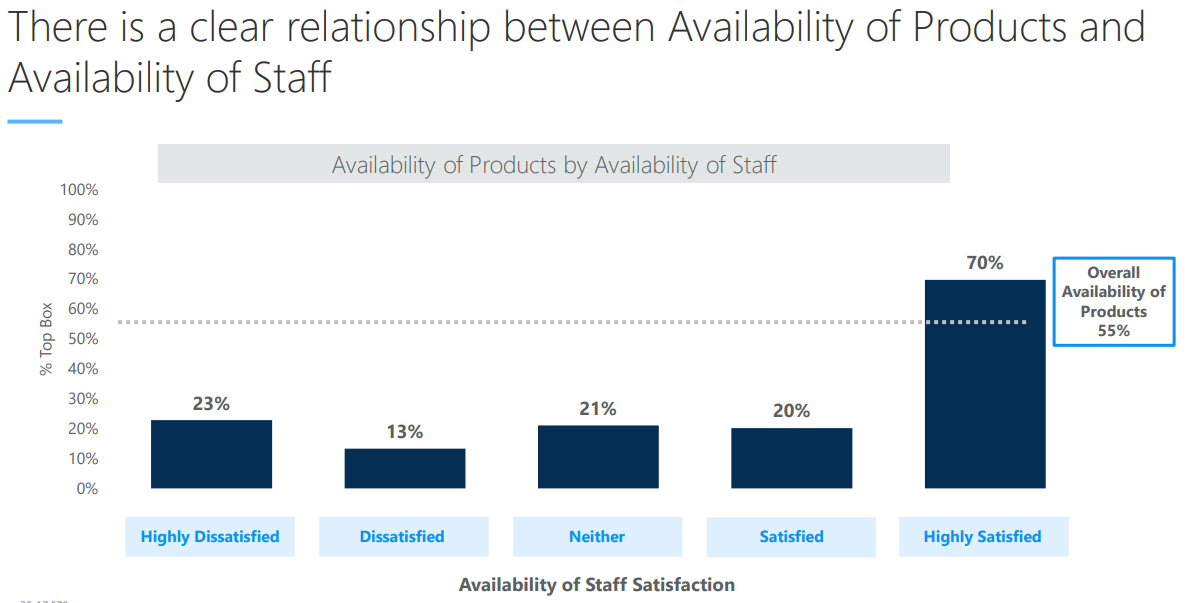 There is a clear relationship between Availability of Products and
Availability of Staff
Availability of Products by Availability of Staff
100%
90%
80%
70%
60%
50%
40%
30%
20%
10%
0%
% Top Box
23%
13%
21%
20%
70%
Overall
Availability of
Products
55%
Highly Dissatisfied
Dissatisfied
Neither
Satisfied
Highly Satisfied
Availability of Staff Satisfaction